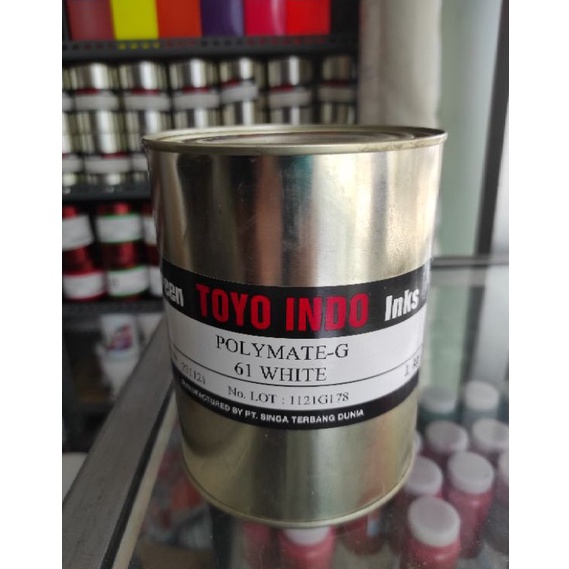 TOYO INDO Inks
POLYMATE-G
61 WHITE
No. LOT : 1121G178
MANUFACTURED BY PT. SINGA TERBANG DUNIA